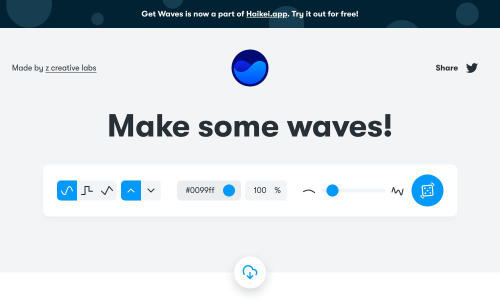 Get Waves is now a part of Haikei.app. Try it out for free!
Made by z creative labs
Share
Make some waves!
#0099ff 100 %